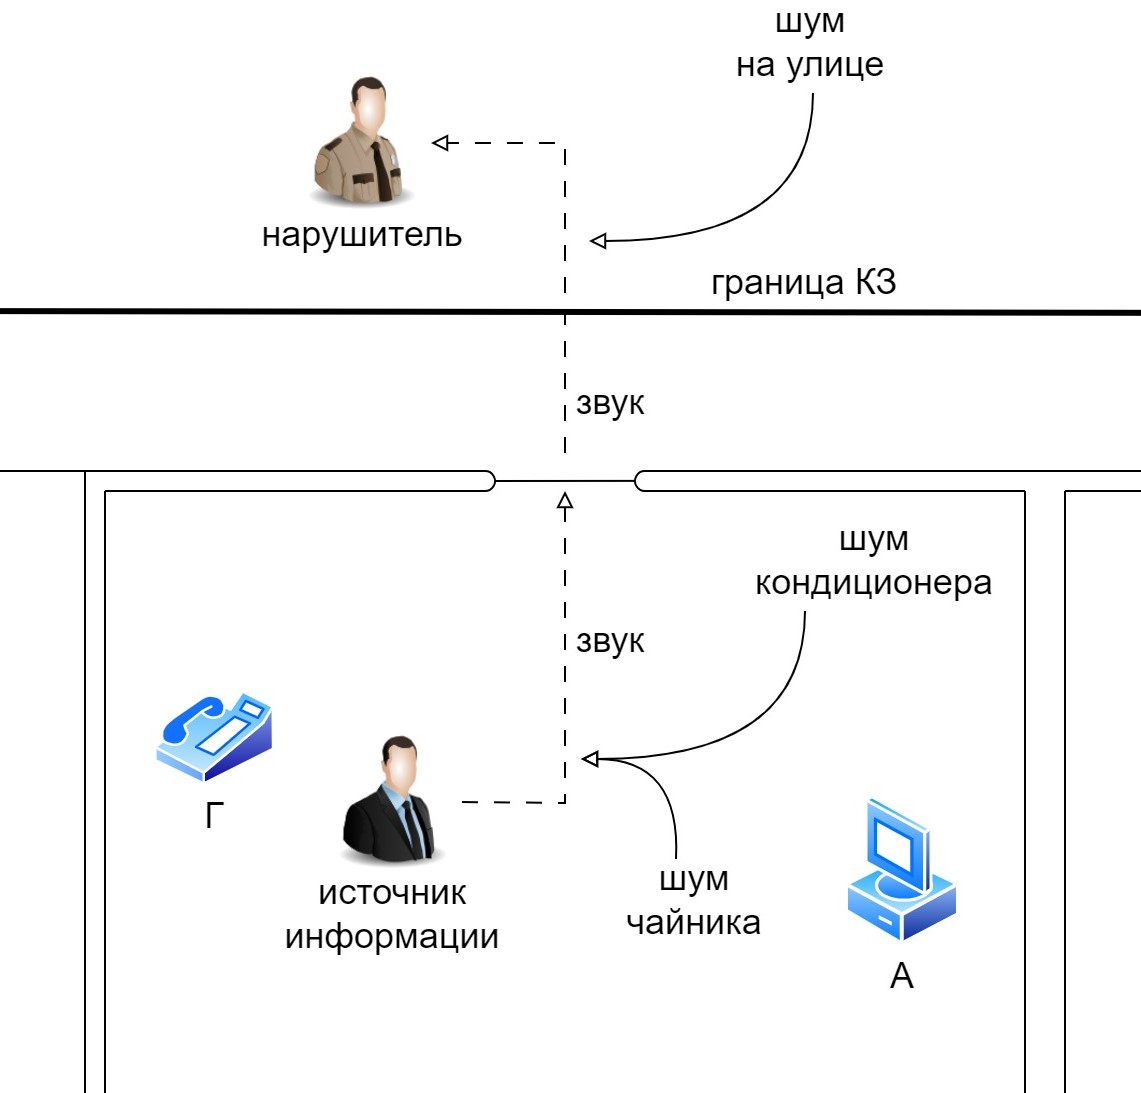 шум
на улице
нарушитель
граница КЗ
звук
шум
кондиционера
звук
Г
источник
информации
шум
чайника
А